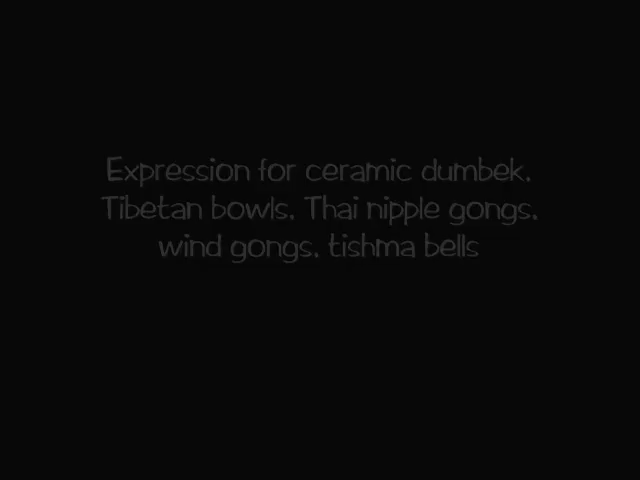 Expression for ceramic dumbek,
Tibetan bowls, Thai nipple gongs,
wind gongs, tishma bells